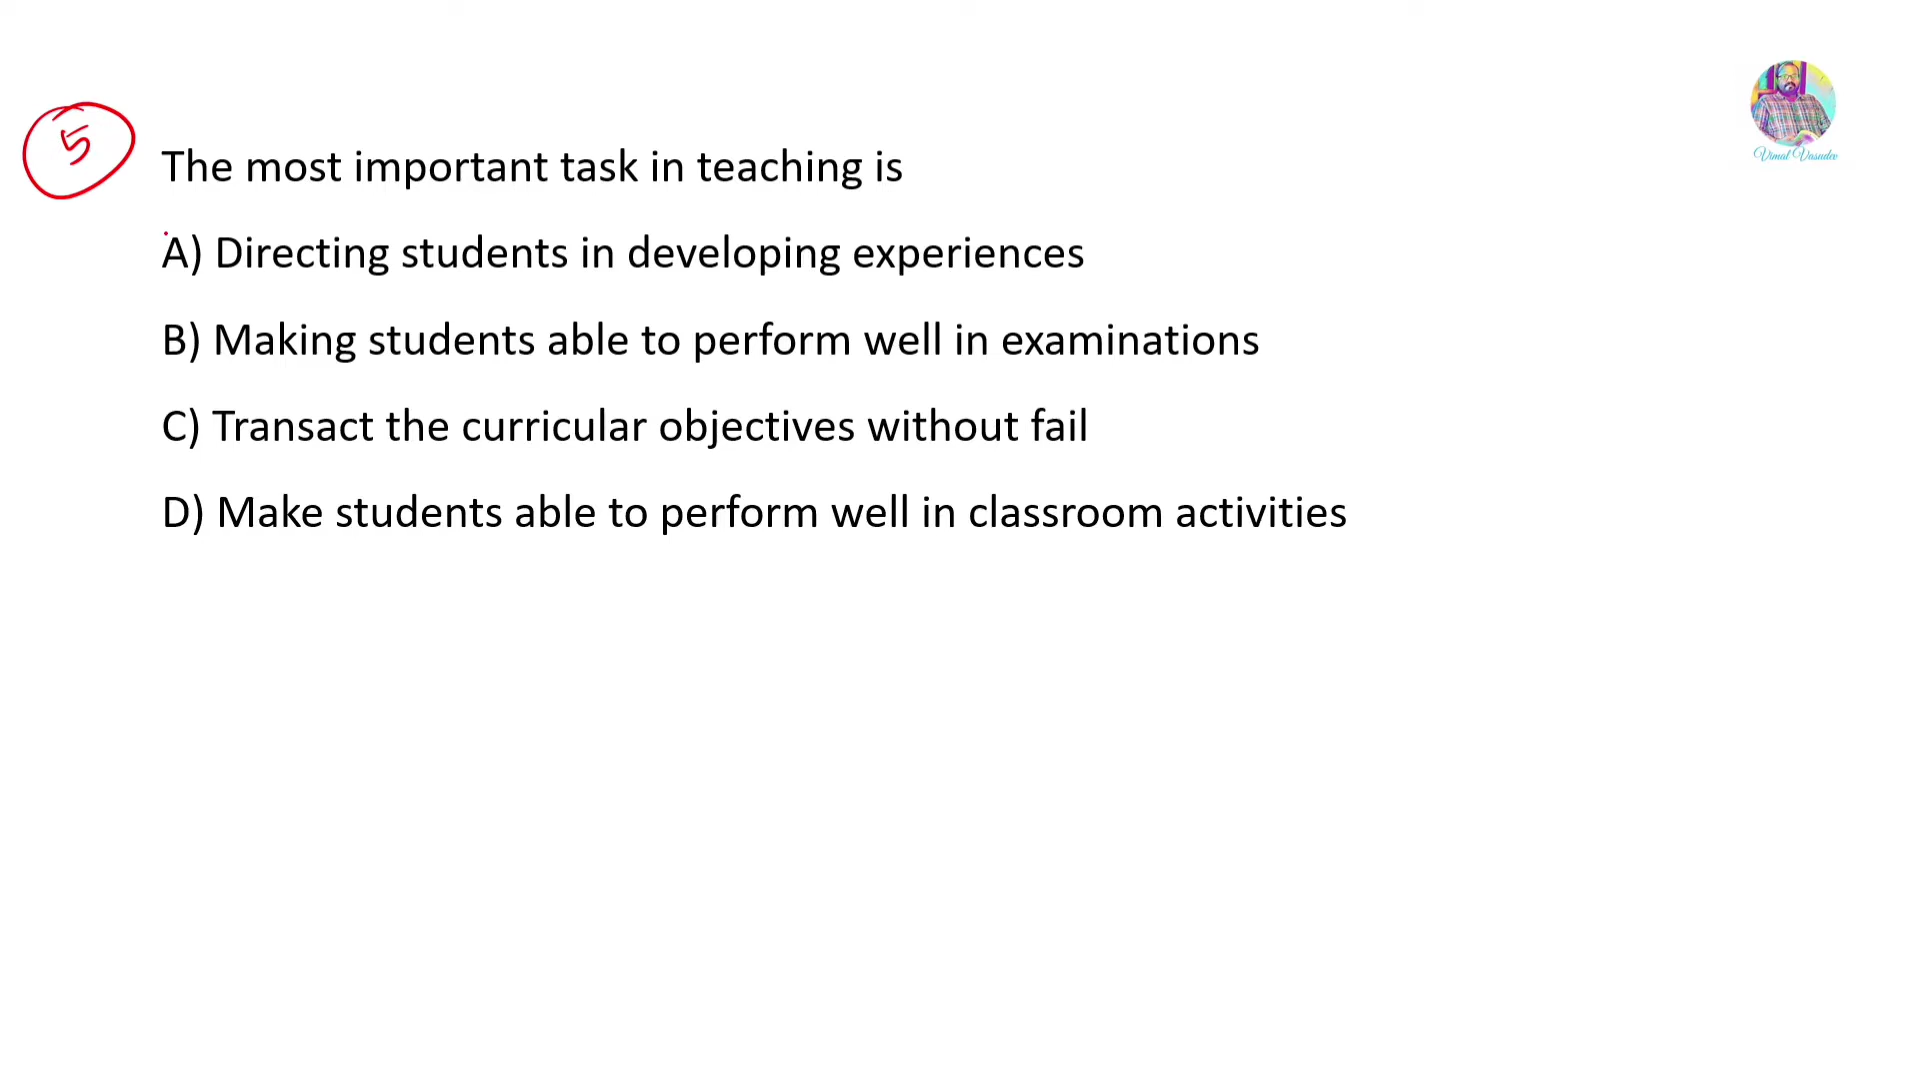 Vimal Vasudev
5
The most important task in teaching is
A) Directing students in developing experiences
B) Making students able to perform well in examinations
C) Transact the curricular objectives without fail
D) Make students able to perform well in classroom activities